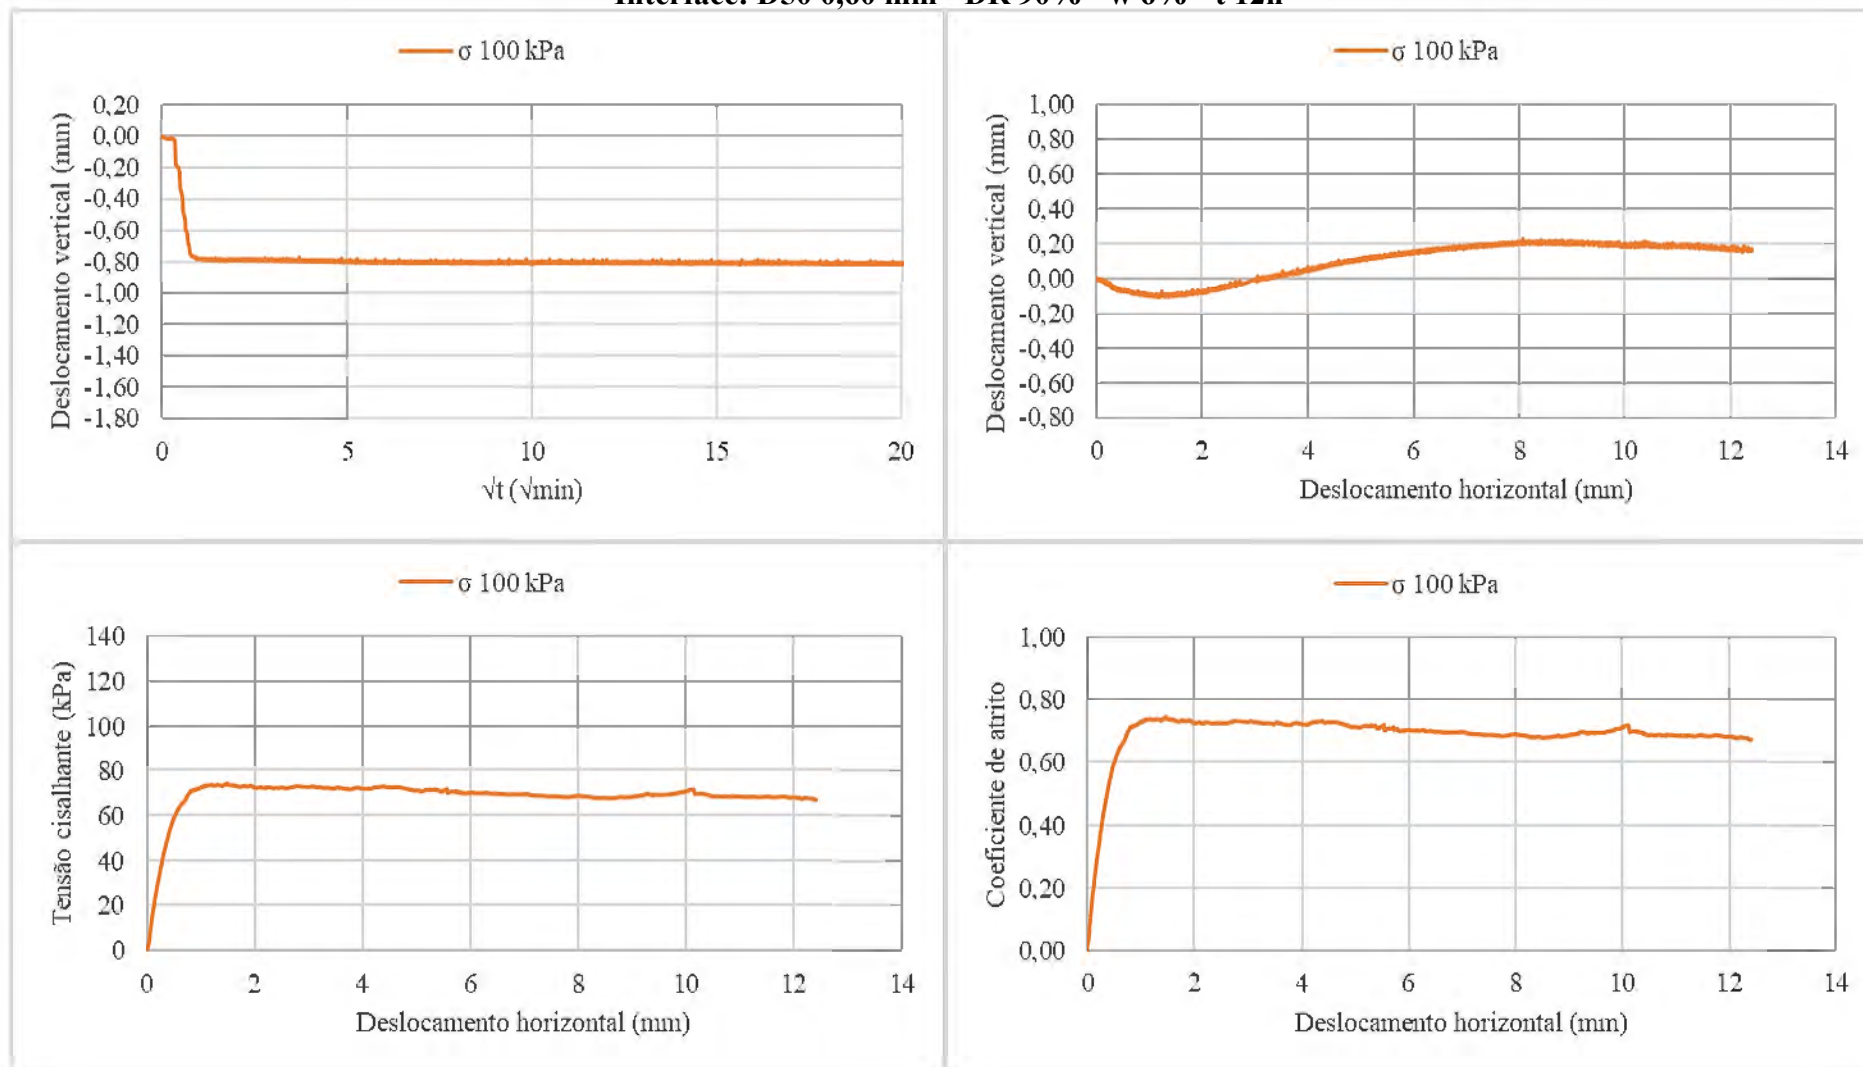 σ 100 kPa
0,20
0,00
-0,20
-0,40
-0,60
-0,80
-1,00
-1,20
-1,40
-1,60
-1,80
Deslocamento vertical (mm)
0 5 10 15 20
√t (√min)
σ 100 kPa
1,00
0,80
0,60
0,40
0,20
0,00
-0,20
-0,40
-0,60
-0,80
Deslocamento vertical (mm)
0 2 4 6 8 10 12 14
Deslocamento horizontal (mm)
σ 100 kPa
140
120
100
80
60
40
20
0
Tensão cisalhante (kPa)
0 2 4 6 8 10 12 14
Deslocamento horizontal (mm)
σ 100 kPa
1,00
0,80
0,60
0,40
0,20
0,00
Coeficiente de atrito
0 2 4 6 8 10 12 14
Deslocamento horizontal (mm)